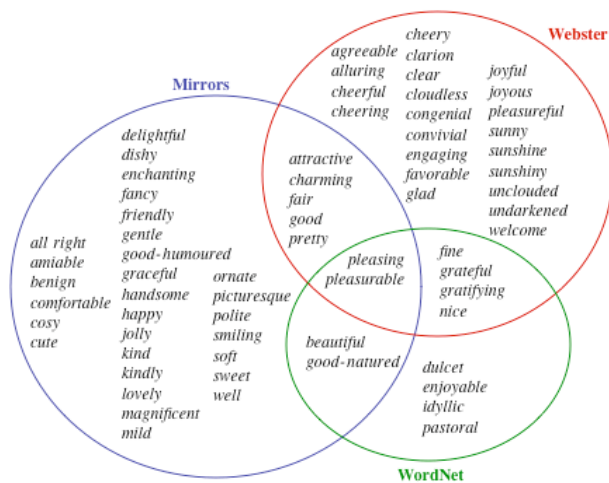 Webster
Mirrors
WordNet
agreeable
alluring
cheerful
cheering
cheery
clarion
clear
cloudless
congenial
convivial
engaging
favorable
glad
joyful
joyous
pleasureful
sunny
sunshine
sunshiny
unclouded
undarkened
welcome
attractive
charming
fair
good
pretty
all right
amiable
benign
comfortable
cosy
cute
delightful
dishy
enchanting
fancy
friendly
gentle
good-humoured
graceful
handsome
happy
jolly
kind
kindly
lovely
magnificent
mild
ornate
picturesque
polite
smiling
soft
sweet
well
pleasing
pleasurable
fine
grateful
gratifying
nice
beautiful
good-natured
dulcet
enjoyable
idyllic
pastoral